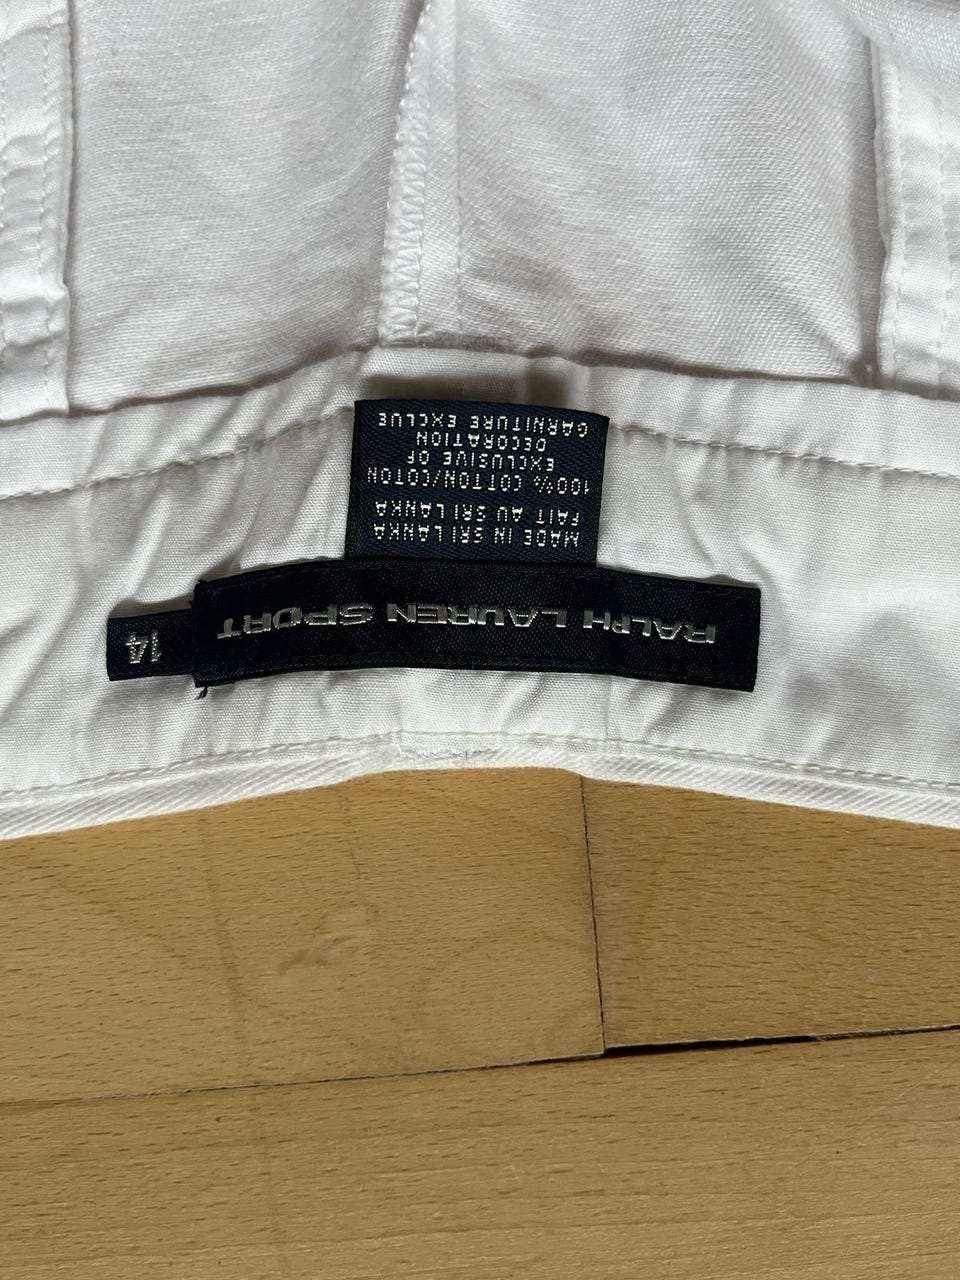 RALPH LAUREN SPORT
14
MADE IN SRI LANKA
FAIT AU SRI LANKA
100% COTTON/COTON
EXCLUSIVE OF
DECORATION
GARNITURE EXCLUE